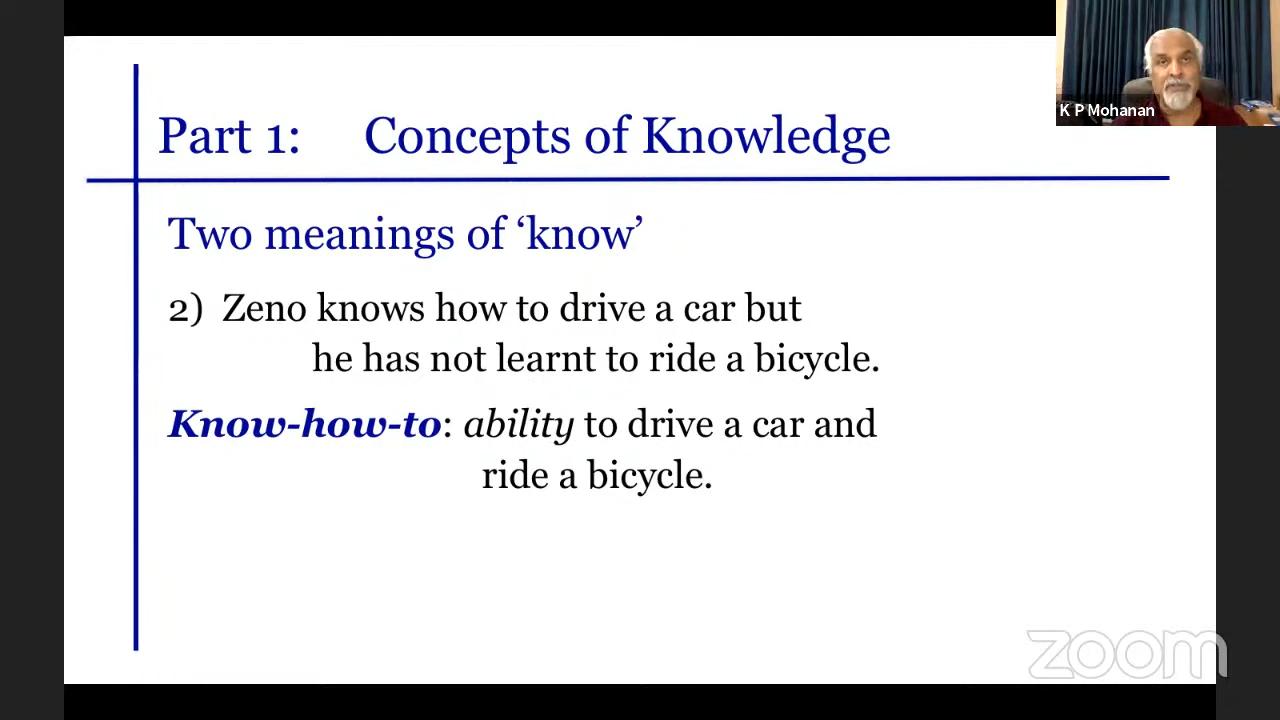 Part 1: Concepts of Knowledge
K P Mohanan
Two meanings of ‘know’
2) Zeno knows how to drive a car but
he has not learnt to ride a bicycle.
Know-how-to: ability to drive a car and
ride a bicycle.
zoom